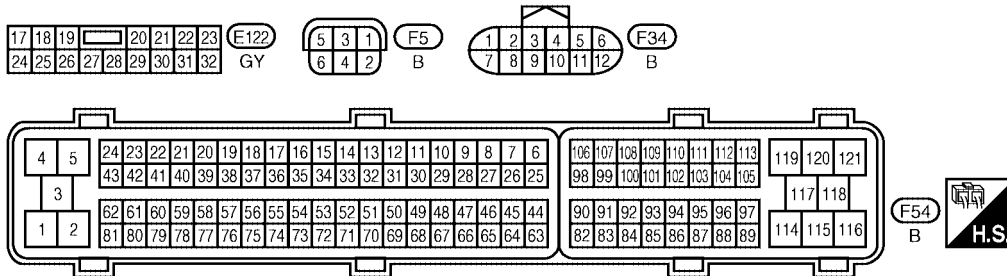 17 18 19 20 21 22 23 E122
24 25 26 27 28 29 30 31 32 GY
5 3 1 F5
6 4 2 B
1 2 3 4 5 6 F34
7 8 9 10 11 12 B
4 5 24 23 22 21 20 19 18 17 16 15 14 13 12 11 10 9 8 7 6 106 107 108 109 110 111 112 113 119 120 121
43 42 41 40 39 38 37 36 35 34 33 32 31 30 29 28 27 26 25 98 99 100 101 102 103 104 105
3 117 118
1 2 62 61 60 59 58 57 56 55 54 53 52 51 50 49 48 47 46 45 44 90 91 92 93 94 95 96 97 114 115 116 F54
81 80 79 78 77 76 75 74 73 72 71 70 69 68 67 66 65 64 63 82 83 84 85 86 87 88 89 B
H.S